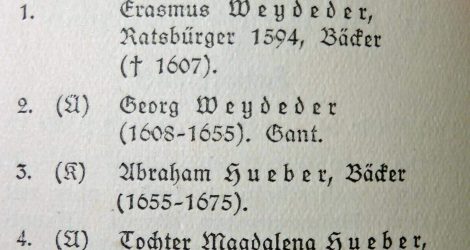 1. Erasmus Weydeder,
Ratsbürger 1594, Bäcker
(† 1607).
2. (Ü) Georg Weydeder
(1608-1655). Gant.
3. (K) Abraham Hueber, Bäcker
(1655-1675).
4. (Ü) Tochter Magdalena Hueber,